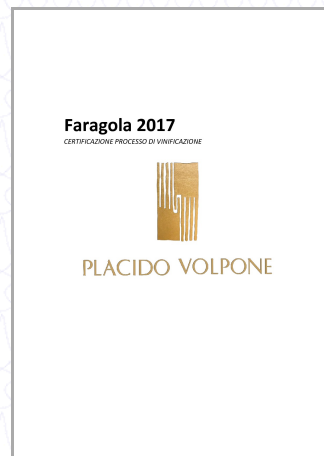 Faragola 2017
CERTIFICAZIONE PROCESSO DI VINIFICAZIONE
PLACIDO VOLPONE